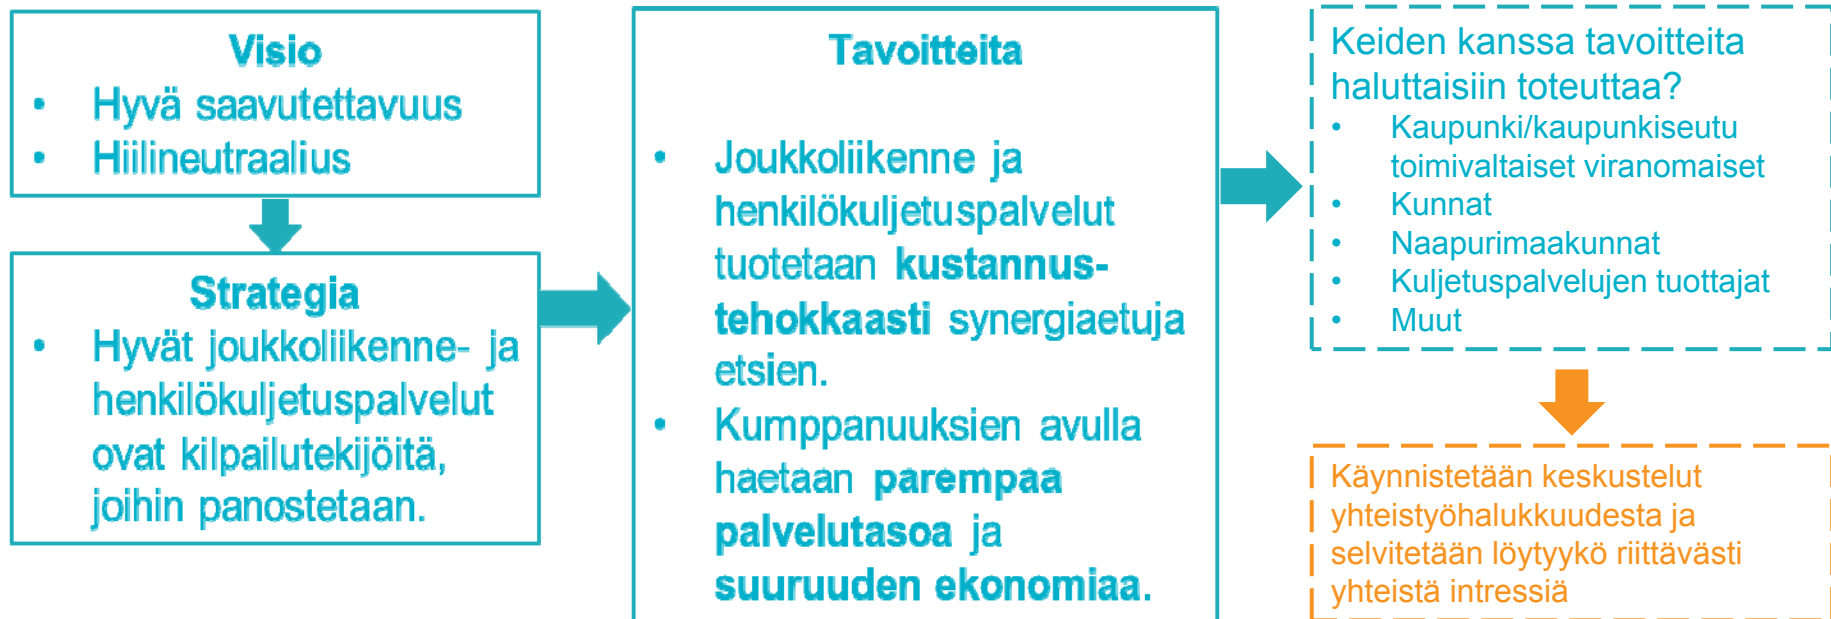 Visio
• Hyvä saavutettavuus
• Hiilineutraalius
Strategia
• Hyvät joukkoliikenne- ja
henkilökuljetuspalvelut
ovat kilpailutekijöitä,
joihin panostetaan.
Tavoitteita
• Joukkoliikenne ja
henkilökuljetuspalvelut
tuotetaan kustannus-
tehokkaasti synergiaetuja
etsien.
• Kumppanuuksien avulla
haetaan parempaa
palvelutasoa ja
suuruuden ekonomiaa.
Keiden kanssa tavoitteita
haluttaisiin toteuttaa?
• Kaupunki/kaupunkiseutu
toimivaltaiset viranomaiset
• Kunnat
• Naapurimaakunnat
• Kuljetuspalvelujen tuottajat
• Muut
Käynnistetään keskustelut
yhteistyöhalukkuudesta ja
selvitetään löytyykö riittävästi
yhteistä intressiä